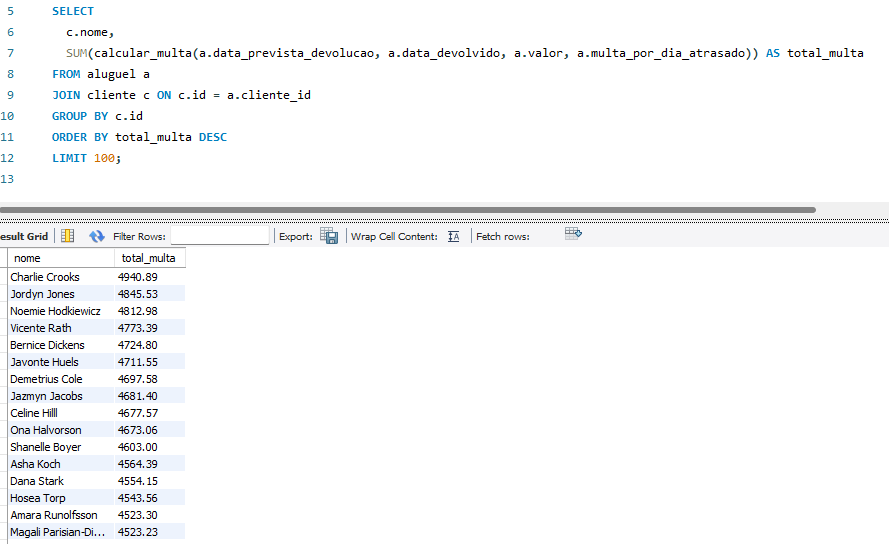 5 SELECT
6 c.nome,
7 SUM(calcular_multa(a.data_prevista_devolucao, a.data_devolvido, a.valor, a.multa_por_dia_atrasado)) AS total_multa
8 FROM aluguel a
9 JOIN cliente c ON c.id = a.cliente_id
10 GROUP BY c.id
11 ORDER BY total_multa DESC
12 LIMIT 100;
13
esult Grid Filter Rows: Export: Wrap Cell Content: Fetch rows:
nome total_multa
Charlie Crooks 4940.89
Jordyn Jones 4845.53
Noemie Hodkiewicz 4812.98
Vicente Rath 4773.39
Bernice Dickens 4724.80
Javonte Huels 4711.55
Demetrius Cole 4697.58
Jazmyn Jacobs 4681.40
Celine Hilll 4677.57
Ona Halvorson 4673.06
Shanelle Boyer 4603.00
Asha Koch 4564.39
Dana Stark 4554.15
Hosea Torp 4543.56
Amara Runolfsson 4523.30
Magali Parisian-Di... 4523.23